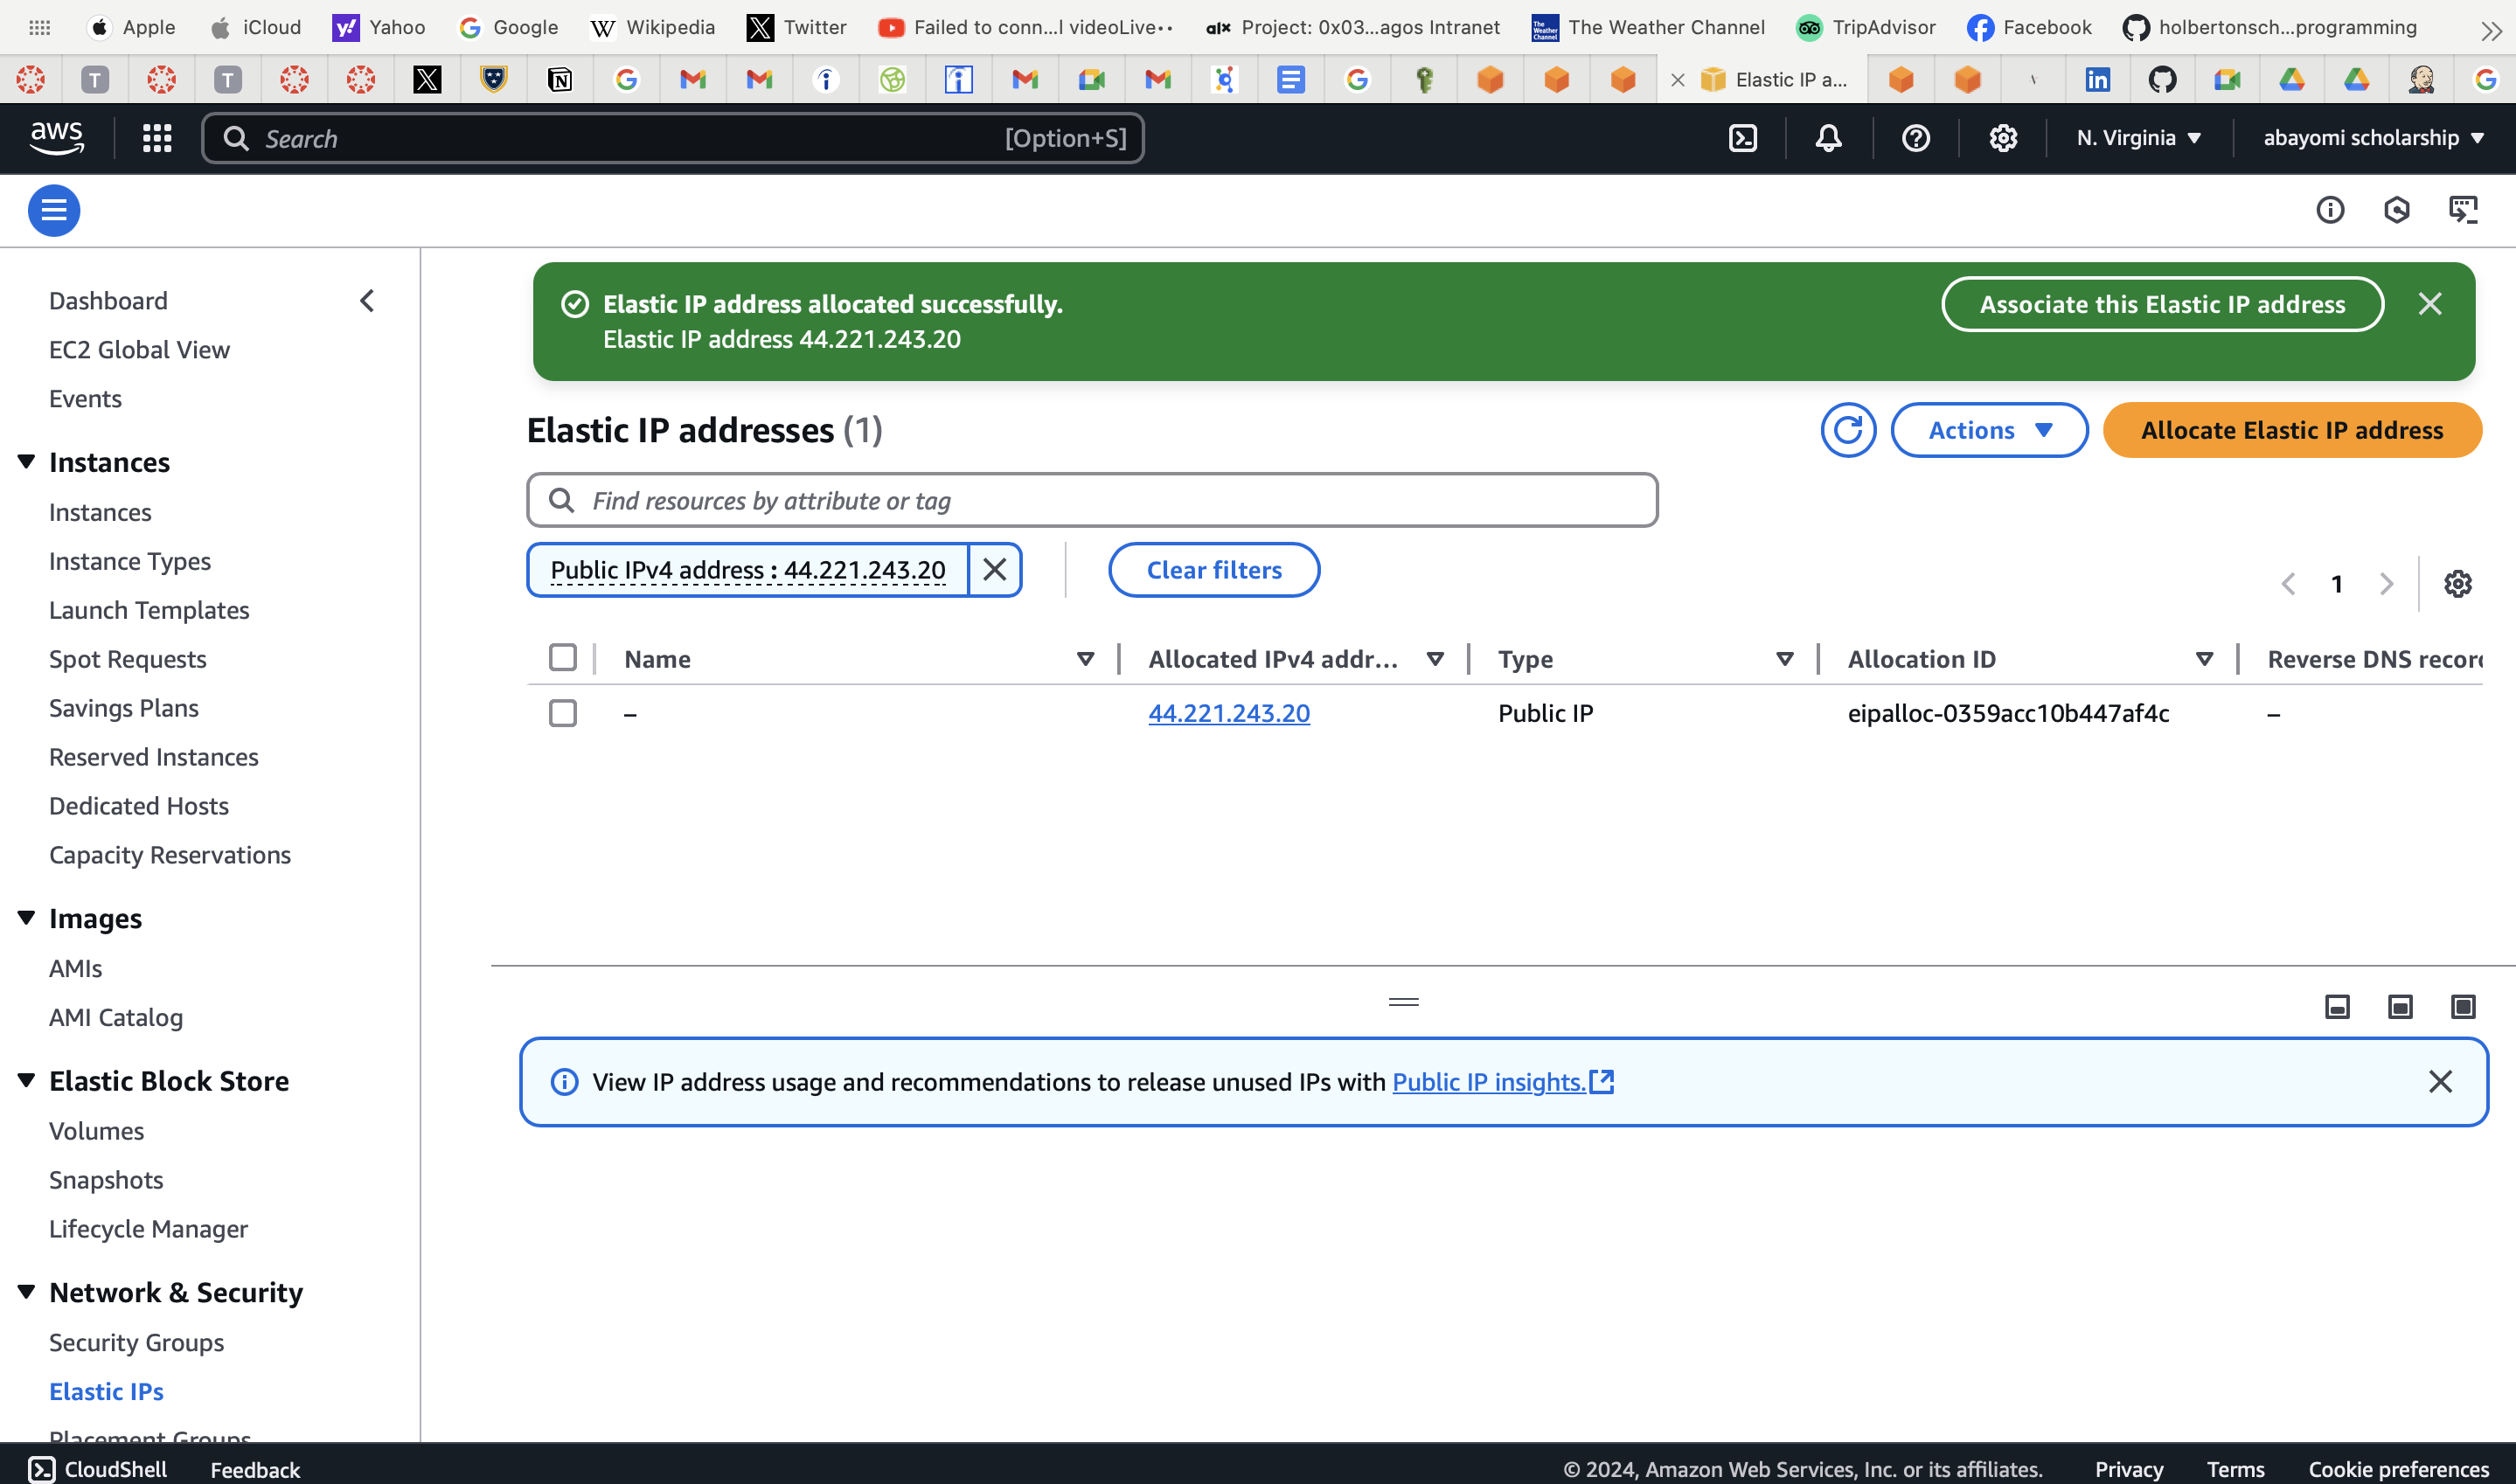 Apple iCloud Yahoo Google Wikipedia Twitter Failed to conn...l videoLive•• Project: 0x03...agos Intranet The Weather Channel TripAdvisor Facebook holbertonsch...programming
Elastic IP a...
aws Search [Option+S] N. Virginia abayomi scholarship
Dashboard
EC2 Global View
Events
Instances
Instances
Instance Types
Launch Templates
Spot Requests
Savings Plans
Reserved Instances
Dedicated Hosts
Capacity Reservations
Images
AMIs
AMI Catalog
Elastic Block Store
Volumes
Snapshots
Lifecycle Manager
Network & Security
Security Groups
Elastic IPs
Placement Groups
Elastic IP address allocated successfully.
Elastic IP address 44.221.243.20
Associate this Elastic IP address
Elastic IP addresses (1)
Actions
Allocate Elastic IP address
Find resources by attribute or tag
Public IPv4 address : 44.221.243.20
Clear filters
1
Name Allocated IPv4 addr... Type Allocation ID Reverse DNS record
– 44.221.243.20 Public IP eipalloc-0359acc10b447af4c –
View IP address usage and recommendations to release unused IPs with Public IP insights.
CloudShell Feedback © 2024, Amazon Web Services, Inc. or its affiliates. Privacy Terms Cookie preferences